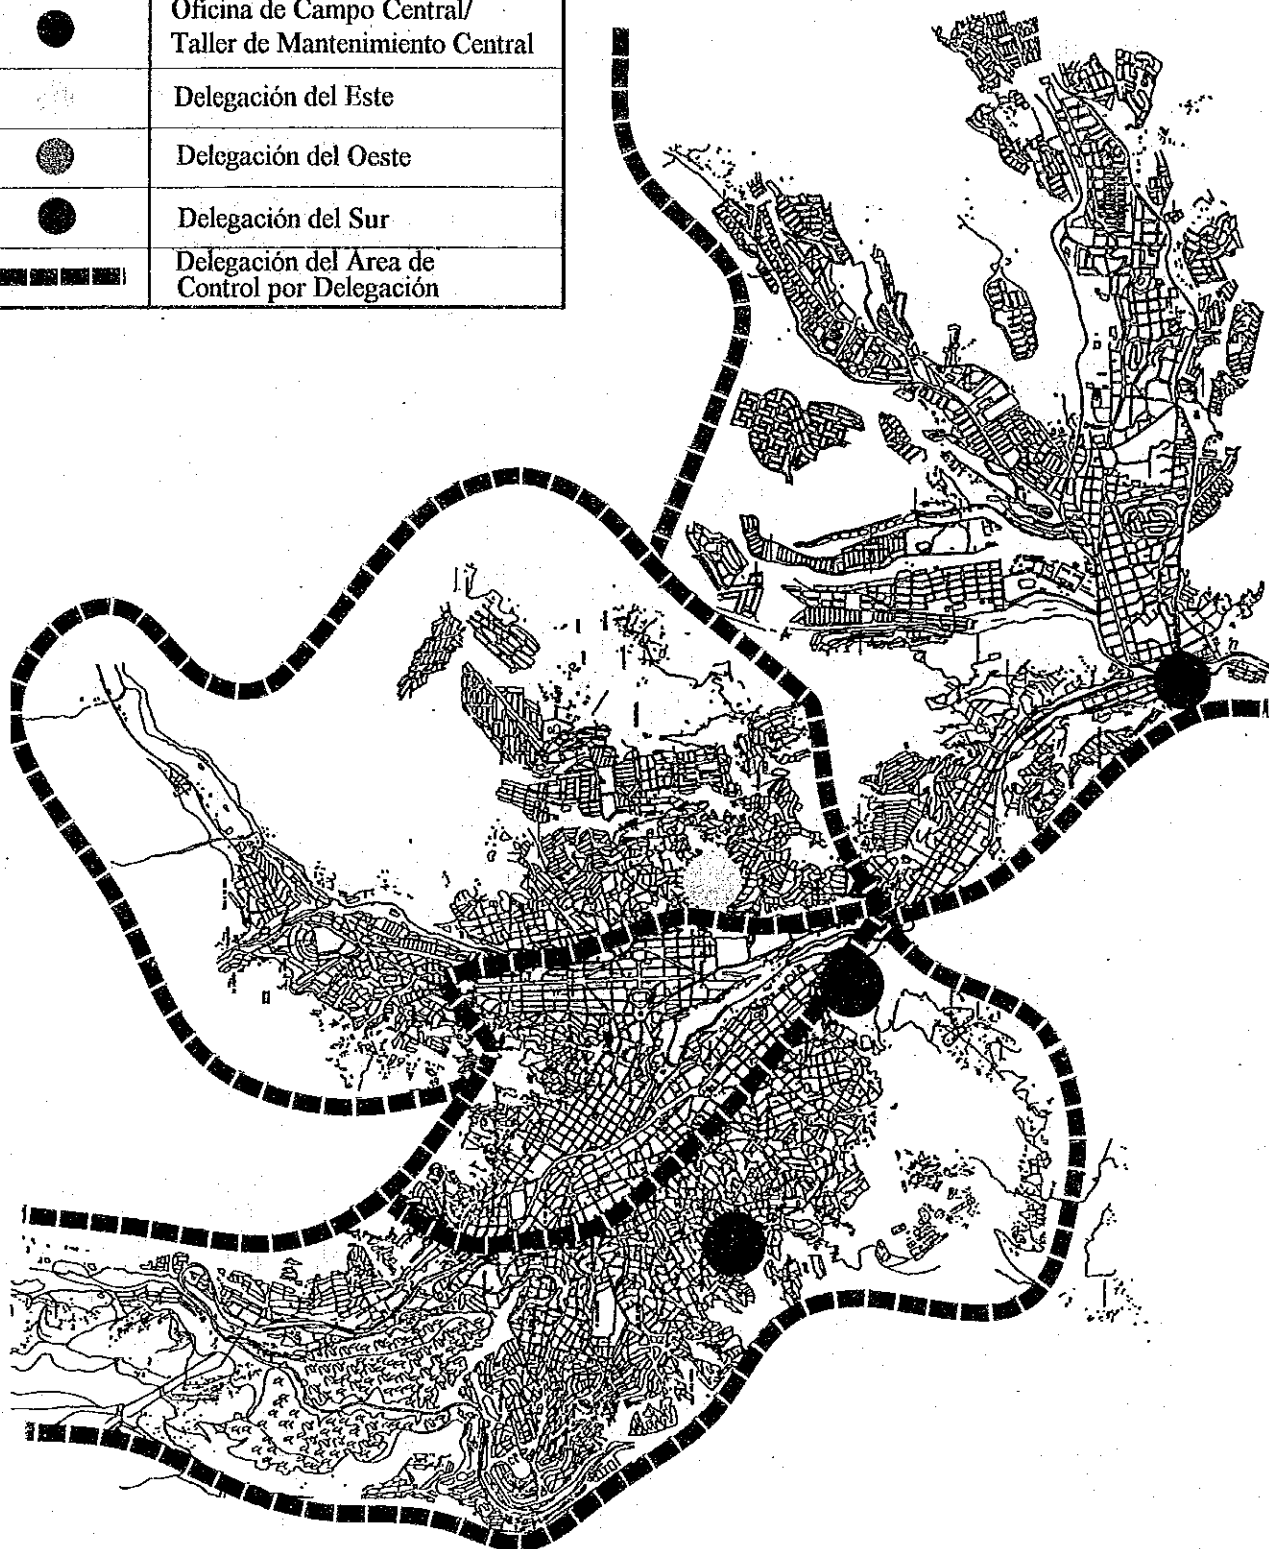 Oficina de Campo Central/
Taller de Mantenimiento Central
Delegación del Este
Delegación del Oeste
Delegación del Sur
Delegación del Area de
Control por Delegación